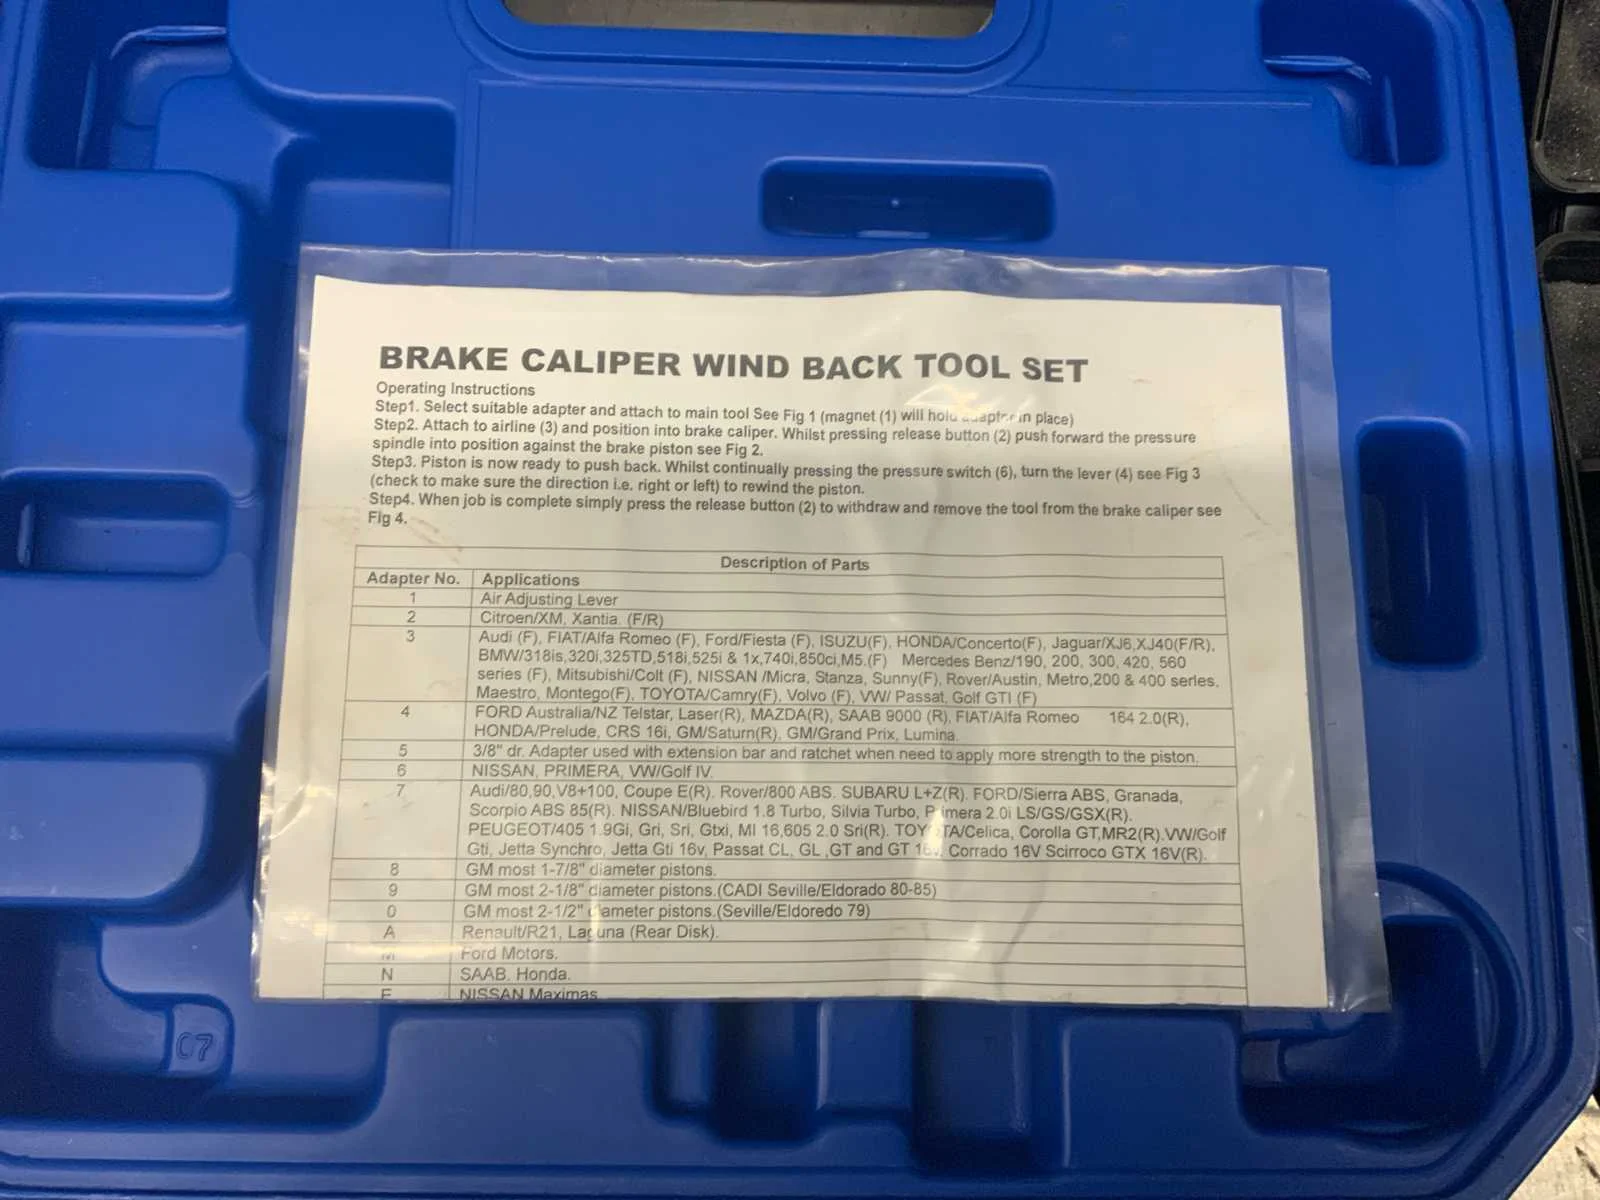 BRAKE CALIPER WIND BACK TOOL SET
Operating Instructions
Step1. Select suitable adapter and attach to main tool See Fig 1 (magnet (1) will hold adapter in place)
Step2. Attach to airline (3) and position into brake caliper. Whilst pressing release button (2) push forward the pressure
spindle into position against the brake piston see Fig 2.
Step3. Piston is now ready to push back. Whilst continually pressing the pressure switch (6), turn the lever (4) see Fig 3
(check to make sure the direction i.e. right or left) to rewind the piston.
Step4. When job is complete simply press the release button (2) to withdraw and remove the tool from the brake caliper see
Fig 4.
Description of Parts
Adapter No. Applications
1 Air Adjusting Lever
2 Citroen/XM, Xantia. (F/R)
3 Audi (F), FIAT/Alfa Romeo (F), Ford/Fiesta (F), ISUZU(F), HONDA/Concerto(F), Jaguar/XJ6,XJ40(F/R),
BMW/318is,320i,325TD,518i,525i & 1x,740i,850ci,M5.(F) Mercedes Benz/190, 200, 300, 420, 560
series (F), Mitsubishi/Colt (F), NISSAN /Micra, Stanza, Sunny(F), Rover/Austin, Metro,200 & 400 series.
Maestro, Montego(F), TOYOTA/Camry(F), Volvo (F), VW/ Passat, Golf GTI (F)
4 FORD Australia/NZ Telstar, Laser(R), MAZDA(R), SAAB 9000 (R), FIAT/Alfa Romeo 164 2.0(R),
HONDA/Prelude, CRS 16i, GM/Saturn(R), GM/Grand Prix, Lumina.
5 3/8" dr. Adapter used with extension bar and ratchet when need to apply more strength to the piston.
6 NISSAN, PRIMERA, VW/Golf IV.
7 Audi/80,90,V8+100, Coupe E(R). Rover/800 ABS. SUBARU L+Z(R). FORD/Sierra ABS, Granada,
Scorpio ABS 85(R). NISSAN/Bluebird 1.8 Turbo, Silvia Turbo, Primera 2.0i LS/GS/GSX(R).
PEUGEOT/405 1.9Gi, Gri, Sri, Gtxi, MI 16,605 2.0 Sri(R). TOYOTA/Celica, Corolla GT,MR2(R).VW/Golf
Gti, Jetta Synchro, Jetta Gti 16v, Passat CL, GL ,GT and GT 16v, Corrado 16V Scirroco GTX 16V(R).
8 GM most 1-7/8" diameter pistons.
9 GM most 2-1/8" diameter pistons.(CADI Seville/Eldorado 80-85)
0 GM most 2-1/2" diameter pistons.(Seville/Eldoredo 79)
A Renault/R21, Laguna (Rear Disk).
M Ford Motors.
N SAAB. Honda.
F NISSAN Maximas
C7